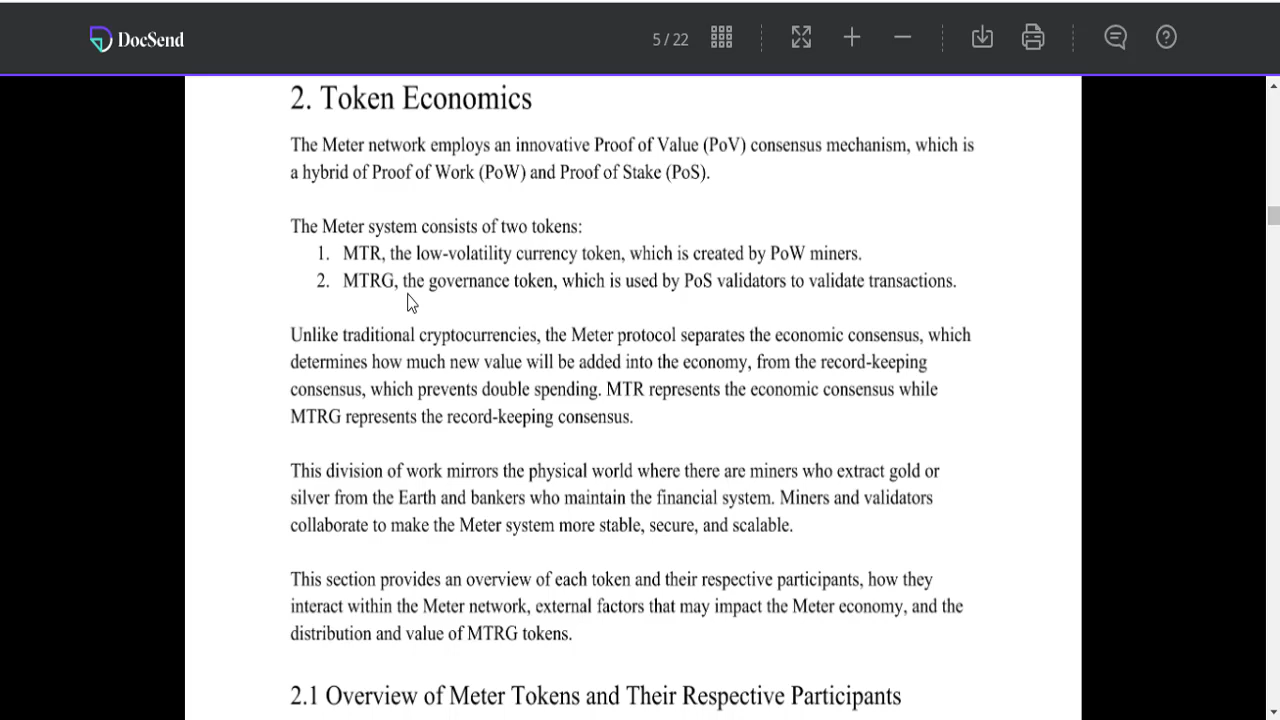 DocSend
5 / 22
2. Token Economics
The Meter network employs an innovative Proof of Value (PoV) consensus mechanism, which is
a hybrid of Proof of Work (PoW) and Proof of Stake (PoS).
The Meter system consists of two tokens:
1. MTR, the low-volatility currency token, which is created by PoW miners.
2. MTRG, the governance token, which is used by PoS validators to validate transactions.
Unlike traditional cryptocurrencies, the Meter protocol separates the economic consensus, which
determines how much new value will be added into the economy, from the record-keeping
consensus, which prevents double spending. MTR represents the economic consensus while
MTRG represents the record-keeping consensus.
This division of work mirrors the physical world where there are miners who extract gold or
silver from the Earth and bankers who maintain the financial system. Miners and validators
collaborate to make the Meter system more stable, secure, and scalable.
This section provides an overview of each token and their respective participants, how they
interact within the Meter network, external factors that may impact the Meter economy, and the
distribution and value of MTRG tokens.
2.1 Overview of Meter Tokens and Their Respective Participants